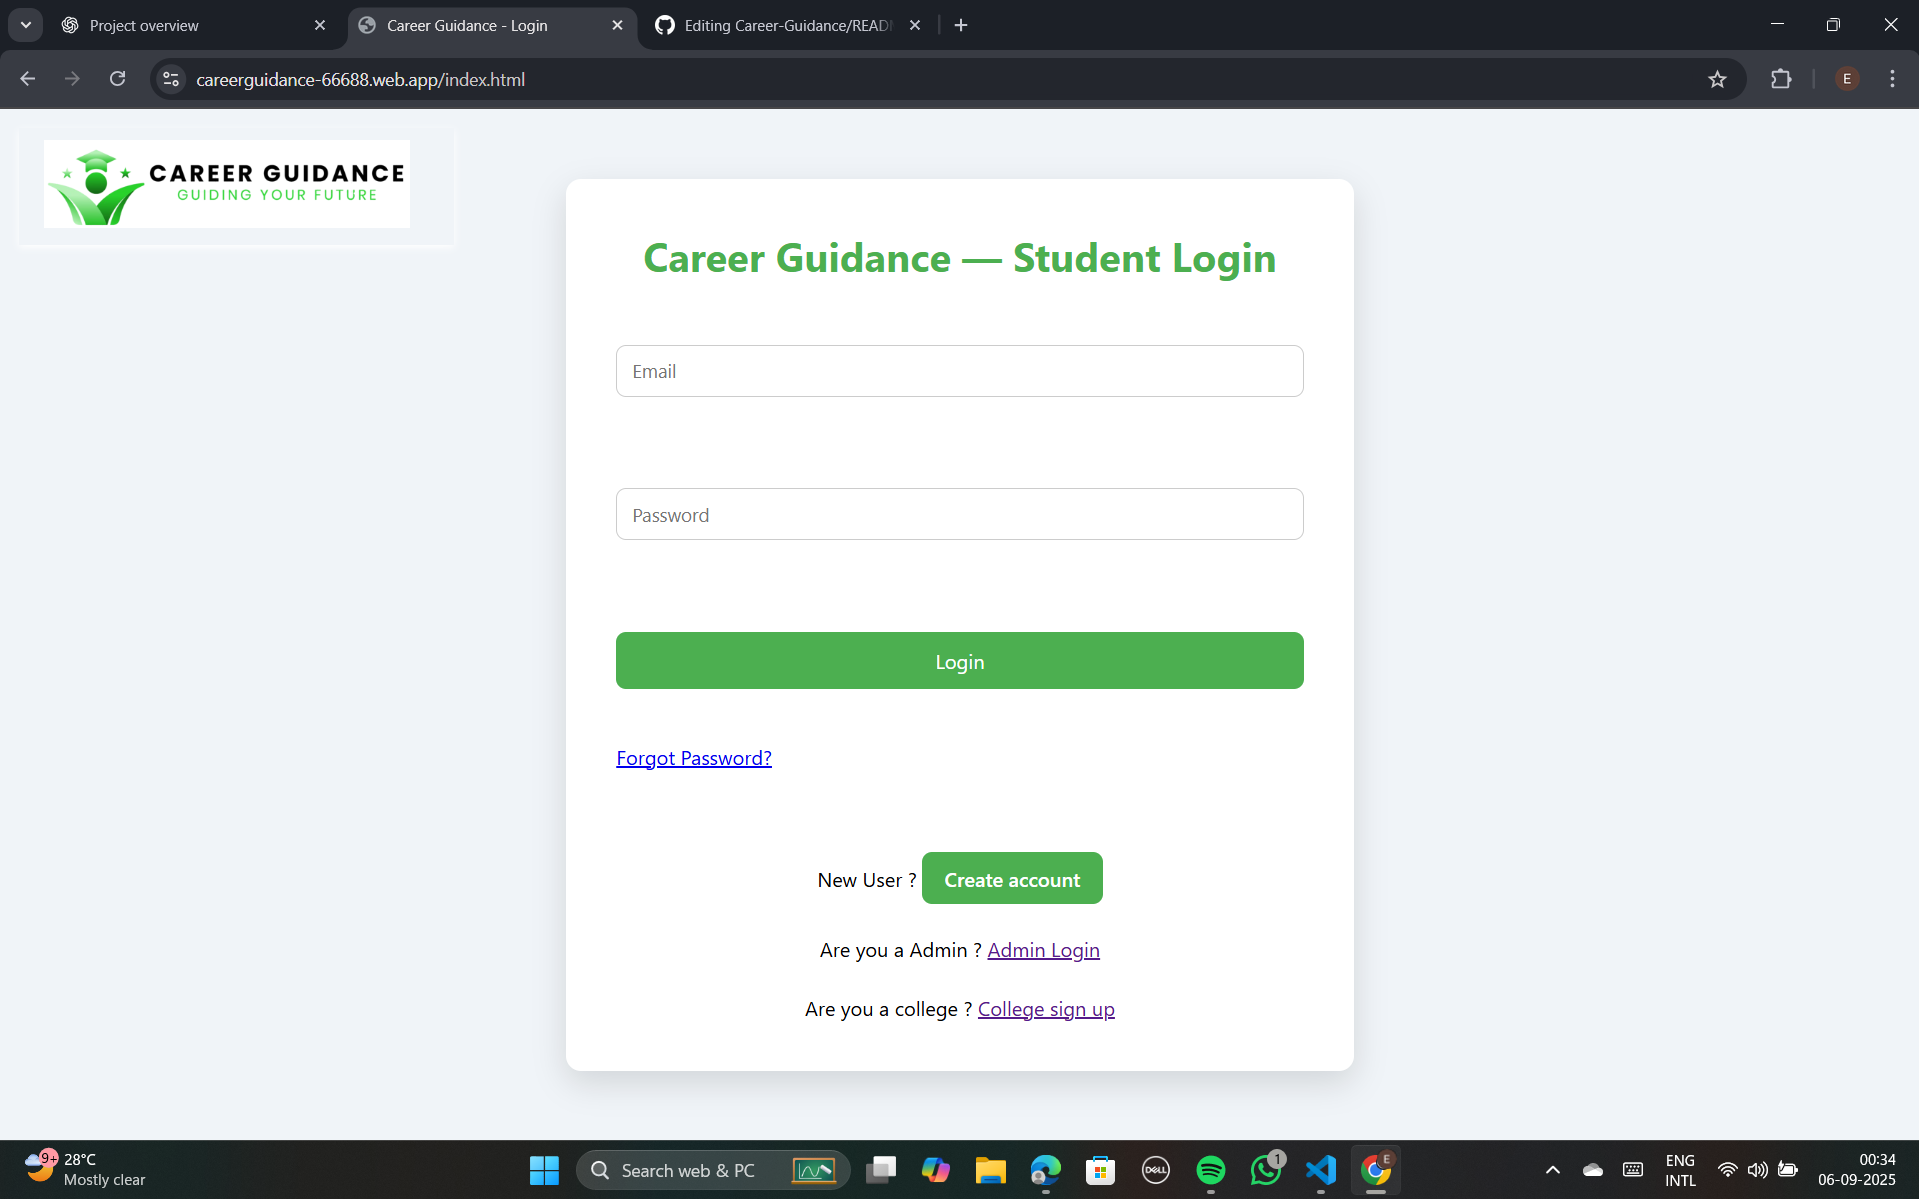 Project overview
Career Guidance - Login
Editing Career-Guidance/READ
careerguidance-66688.web.app/index.html
E
CAREER GUIDANCE
GUIDING YOUR FUTURE
Career Guidance — Student Login
Email
Password
Login
Forgot Password?
New User ? Create account
Are you a Admin ? Admin Login
Are you a college ? College sign up
9+
28°C
Mostly clear
Search web & PC
DELL
1
E
ENG
INTL
00:34
06-09-2025